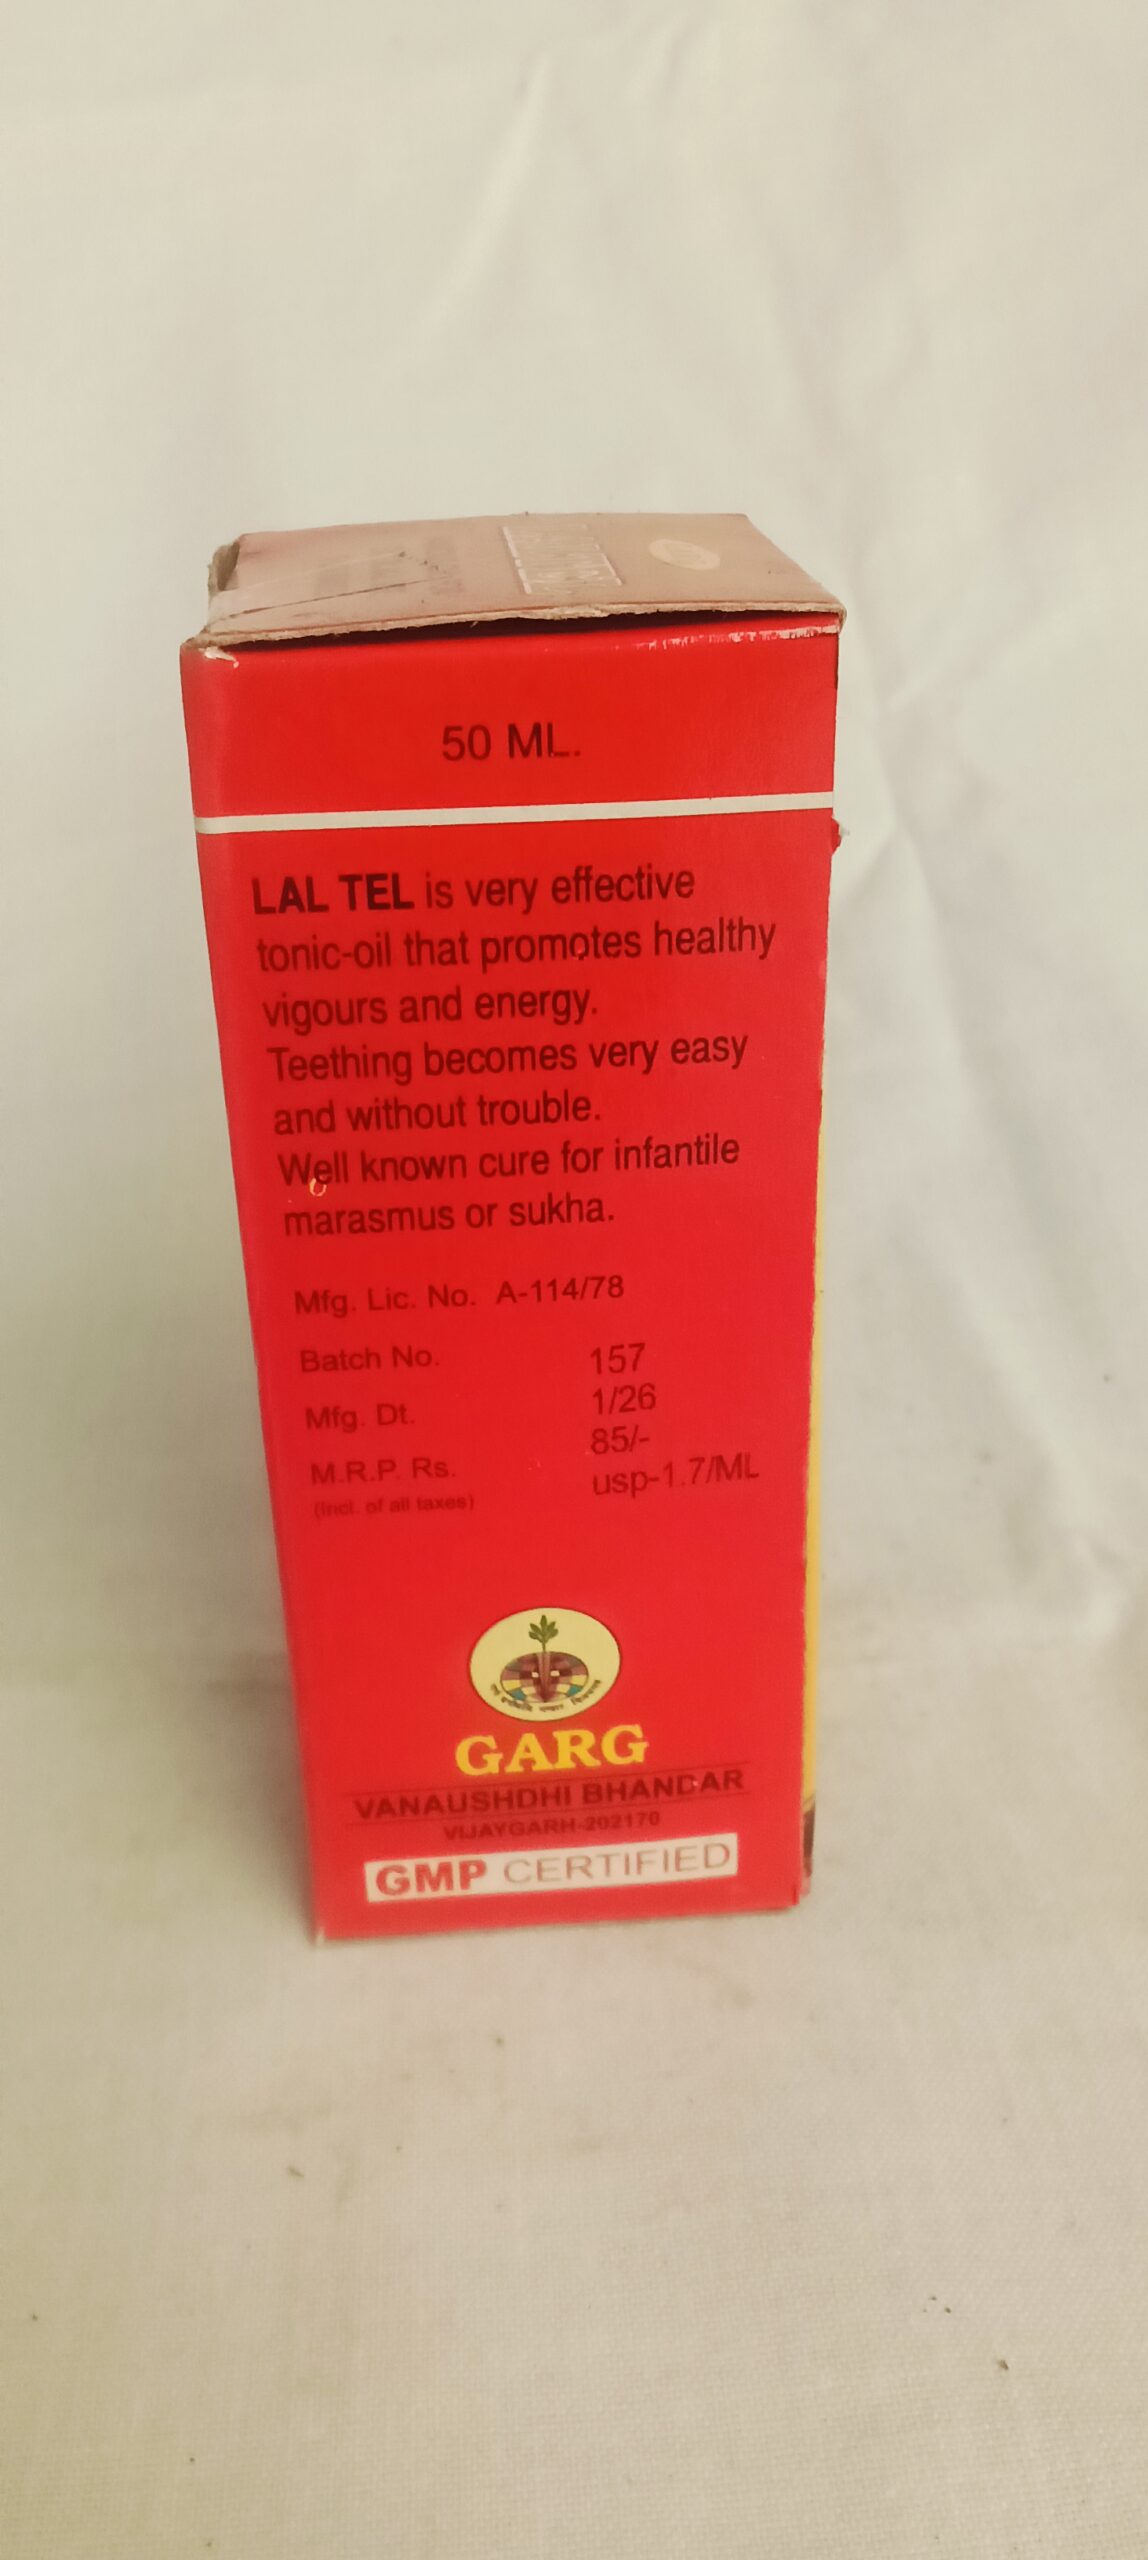 50 ML.
LAL TEL is very effective
tonic-oil that promotes healthy
vigours and energy.
Teething becomes very easy
and without trouble.
Well known cure for infantile
marasmus or sukha.
Mfg. Lic. No. A-114/78
Batch No. 157
Mfg. Dt. 1/26
M.R.P. Rs. 85/-
(Incl. of all taxes) usp-1.7/ML
GARG
VANAUSHDHI BHANDAR
VIJAYGARH-202170
GMP CERTIFIED